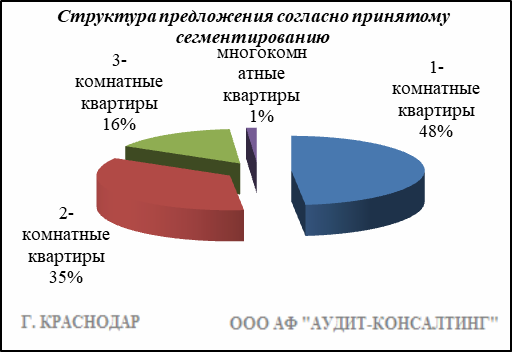 Структура предложения согласно принятому
сегментированию
3-
комнатные
квартиры
16%
многокомн
атные
квартиры
1%
1-
комнатные
квартиры
48%
2-
комнатные
квартиры
35%
Г. КРАСНОДАР
ООО АФ "АУДИТ-КОНСАЛТИНГ"